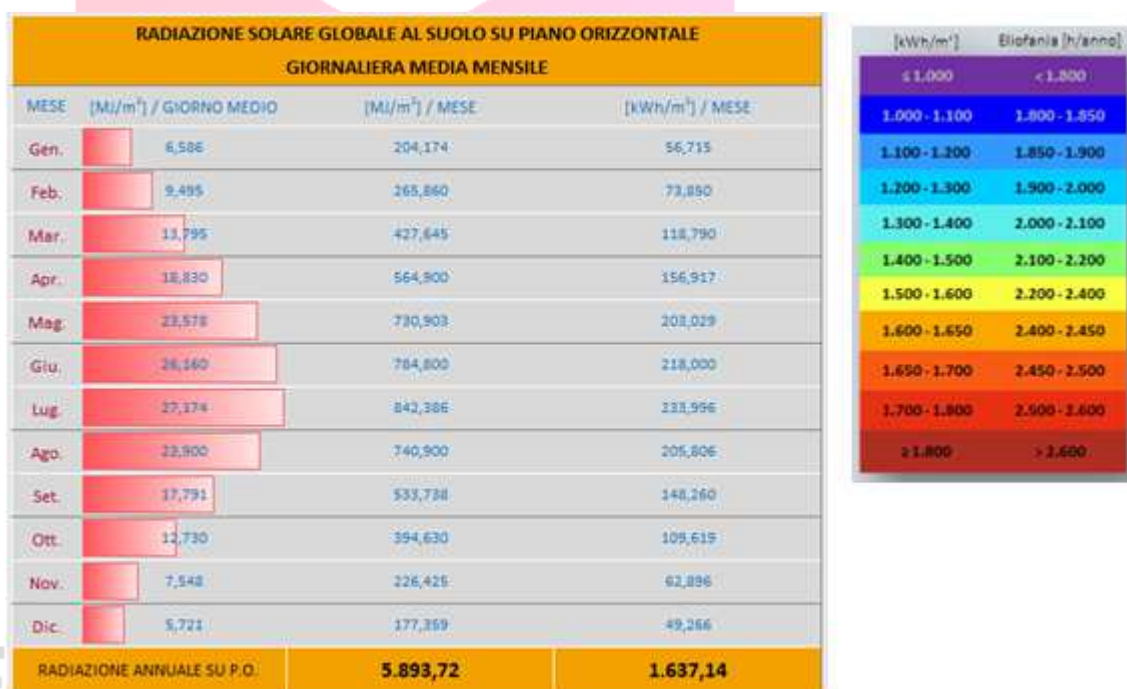 RADIAZIONE SOLARE GLOBALE AL SUOLO SU PIANO ORIZZONTALE
GIORNALIERA MEDIA MENSILE
MESE [MJ/m²] / GIORNO MEDIO [MJ/m²] / MESE [kWh/m²] / MESE
Gen. 6,586 204,174 56,715
Feb. 9,495 265,860 73,850
Mar. 13,795 427,645 118,790
Apr. 18,830 564,900 156,917
Mag. 23,578 730,903 203,029
Giu. 26,160 784,800 218,000
Lug. 27,174 842,386 233,996
Ago. 23,900 740,900 205,806
Set. 17,791 533,738 148,260
Ott. 12,730 394,630 109,619
Nov. 7,548 226,425 62,896
Dic. 5,721 177,359 49,266
RADIAZIONE ANNUALE SU P.O. 5.893,72 1.637,14
[kWh/m²] Eliofania [h/anno]
≤ 1.000 < 1.800
1.000 - 1.100 1.800 - 1.850
1.100 - 1.200 1.850 - 1.900
1.200 - 1.300 1.900 - 2.000
1.300 - 1.400 2.000 - 2.100
1.400 - 1.500 2.100 - 2.200
1.500 - 1.600 2.200 - 2.400
1.600 - 1.650 2.400 - 2.450
1.650 - 1.700 2.450 - 2.500
1.700 - 1.800 2.500 - 2.600
≥ 1.800 > 2.600